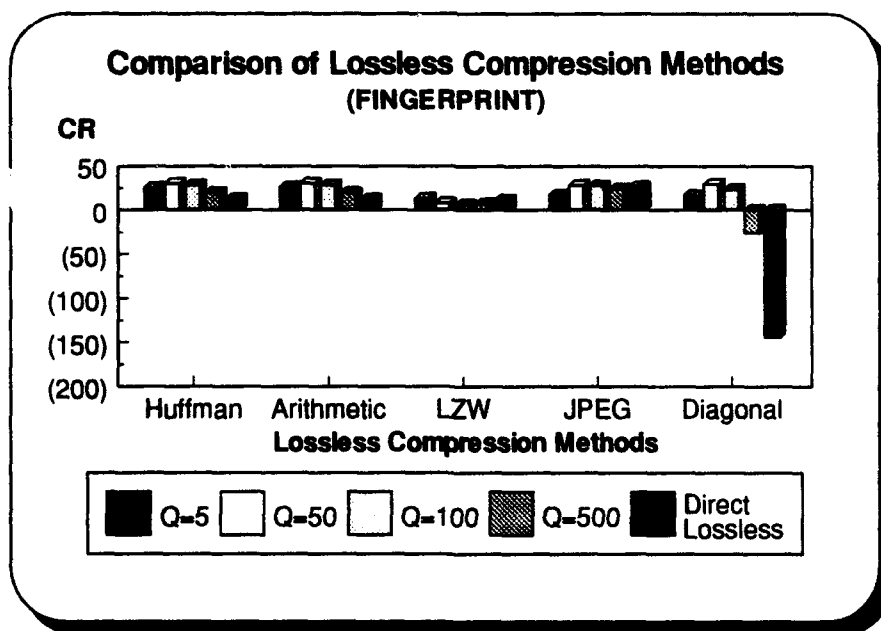 Comparison of Lossless Compression Methods
(FINGERPRINT)
CR
50
0
(50)
(100)
(150)
(200)
Huffman Arithmetic LZW JPEG Diagonal
Lossless Compression Methods
Q=5 Q=50 Q=100 Q=500 Direct Lossless